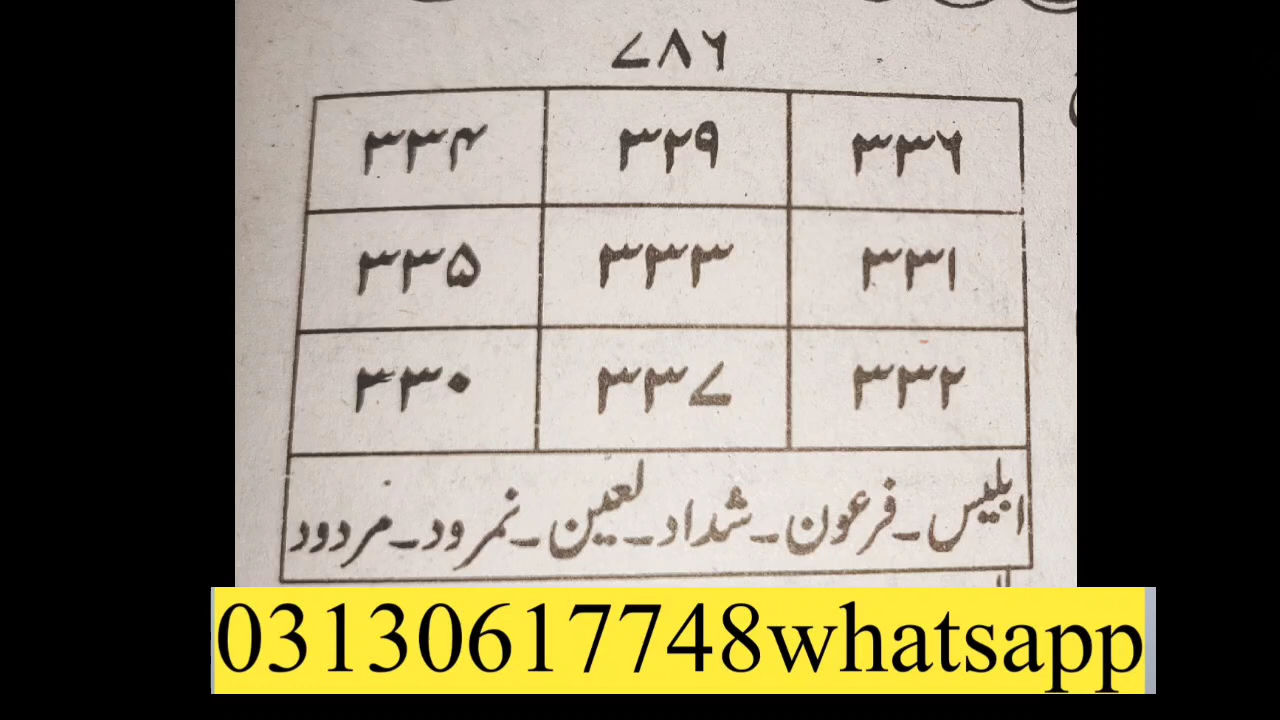 ۷۸۶
۳۳۴ ۳۲۹ ۳۳۶
۳۳۵ ۳۳۳ ۳۳۱
۳۳۰ ۳۳۷ ۳۳۲
ابلیس۔فرعون۔شداد۔لعین۔نمرود۔مردود
03130617748whatsapp